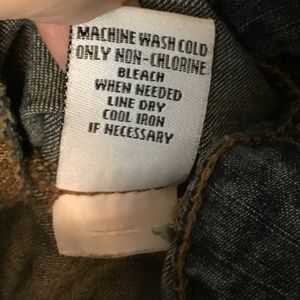 MACHINE WASH COLD
ONLY NON-CHLORINE
BLEACH
WHEN NEEDED
LINE DRY
COOL IRON
IF NECESSARY